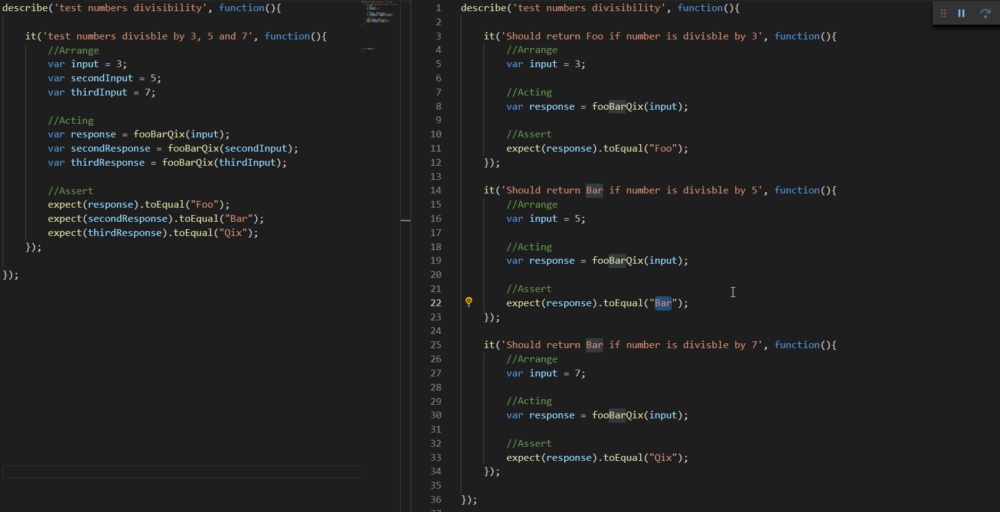 describe('test numbers divisibility', function(){
it('test numbers divisble by 3, 5 and 7', function(){
//Arrange
var input = 3;
var secondInput = 5;
var thirdInput = 7;
//Acting
var response = fooBarQix(input);
var secondResponse = fooBarQix(secondInput);
var thirdResponse = fooBarQix(thirdInput);
//Assert
expect(response).toEqual("Foo");
expect(secondResponse).toEqual("Bar");
expect(thirdResponse).toEqual("Qix");
});
});
1 describe('test numbers divisibility', function(){
2
3 it('Should return Foo if number is divisble by 3', function(){
4 //Arrange
5 var input = 3;
6
7 //Acting
8 var response = fooBarQix(input);
9
10 //Assert
11 expect(response).toEqual("Foo");
12 });
13
14 it('Should return Bar if number is divisble by 5', function(){
15 //Arrange
16 var input = 5;
17
18 //Acting
19 var response = fooBarQix(input);
20
21 //Assert
22 expect(response).toEqual("Bar");
23 });
24
25 it('Should return Bar if number is divisble by 7', function(){
26 //Arrange
27 var input = 7;
28
29 //Acting
30 var response = fooBarQix(input);
31
32 //Assert
33 expect(response).toEqual("Qix");
34 });
35
36 });